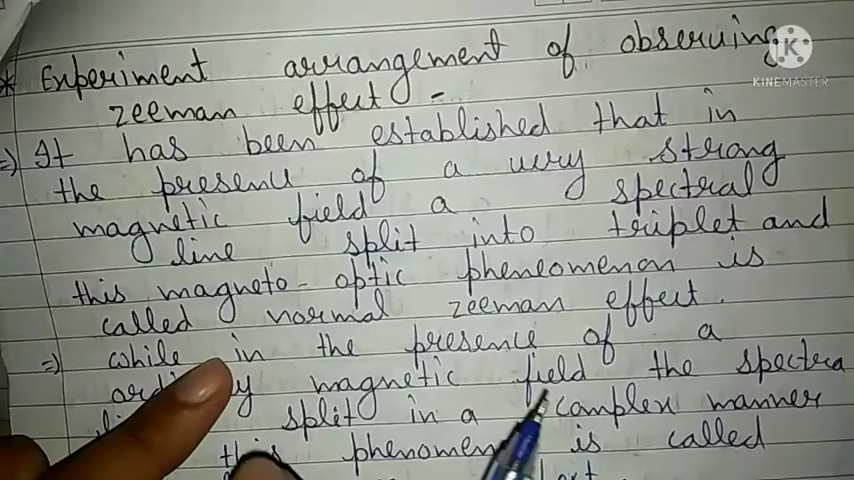 * Experiment arrangement of observing
zeeman effect -
=) It has been established that in
the presence of a very strong
magnetic field a spectral
line split into triplet and
this magneto-optic pheneomenon is
called normal zeeman effect.
=) while in the presence of a
magnetic field the spectra
split in a complex manner
this phenomen is called
K
KINEMASTER